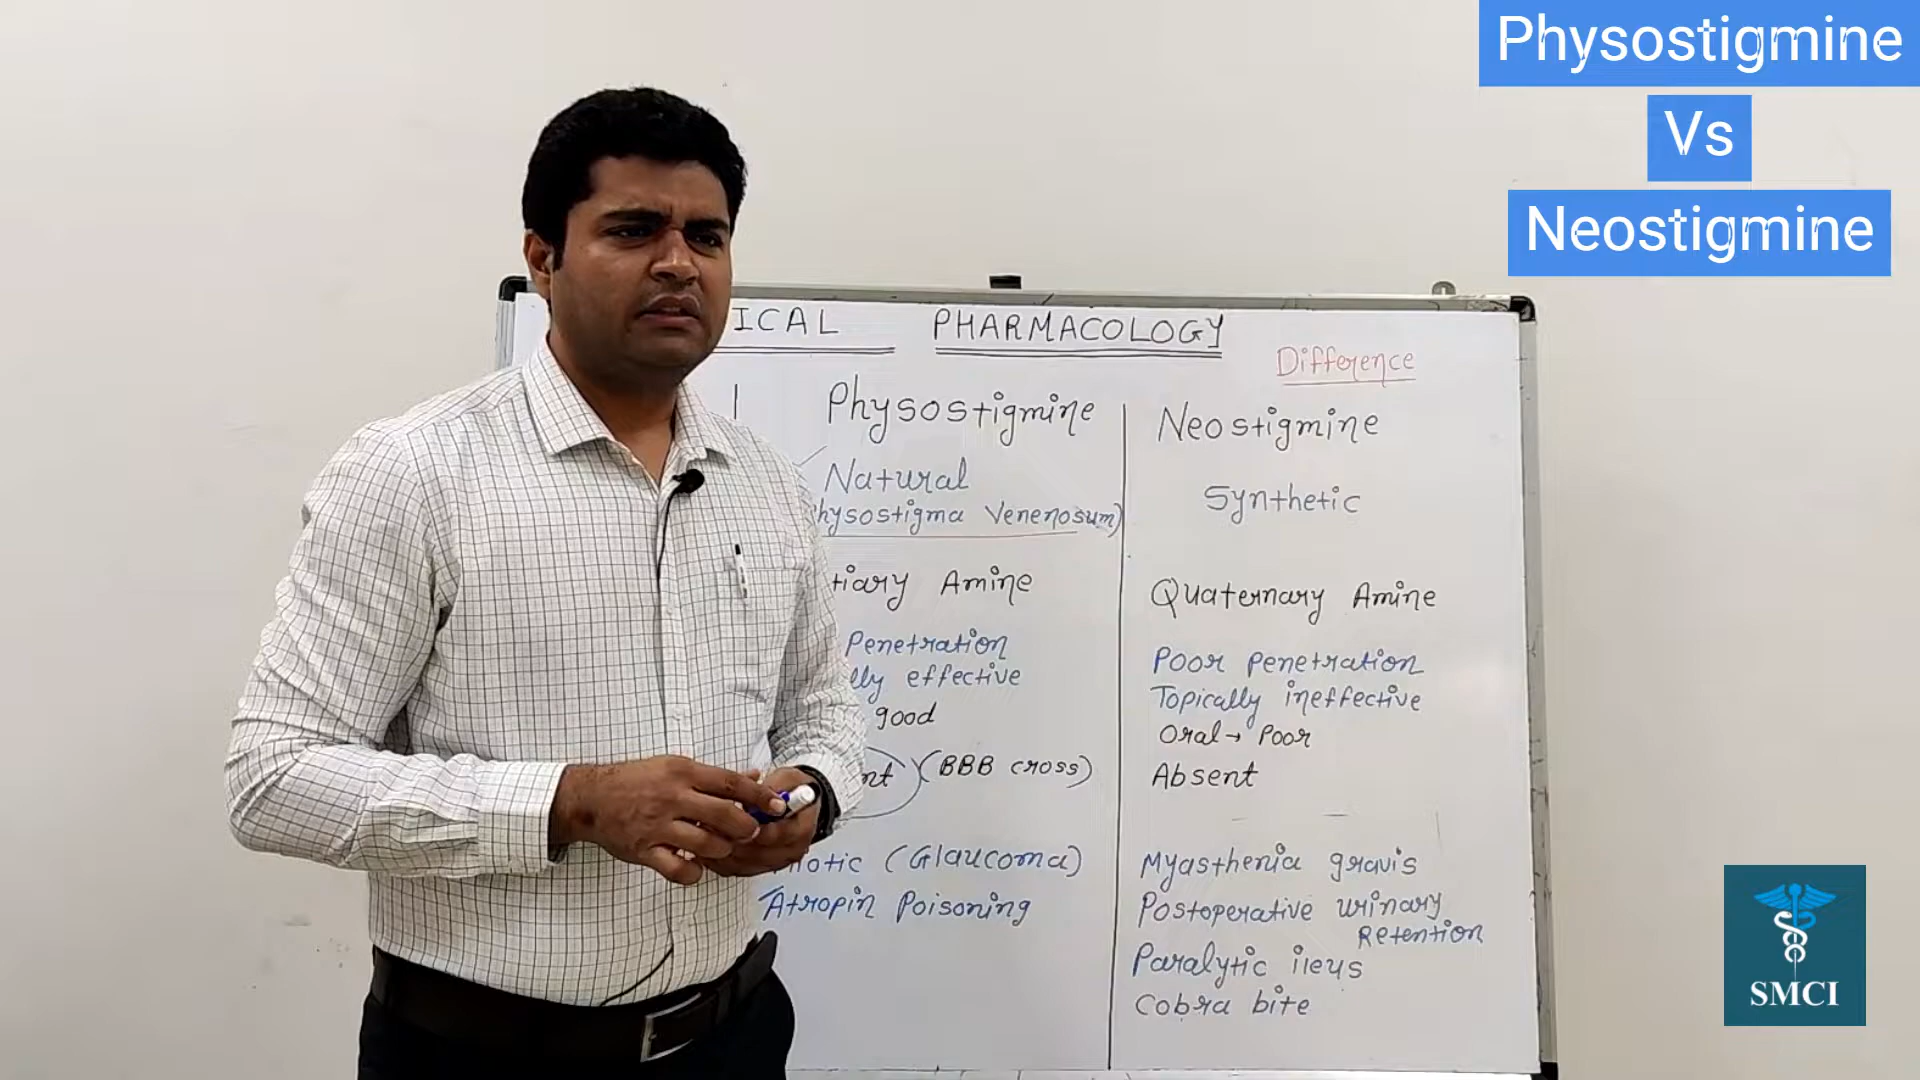 Physostigmine
Vs
Neostigmine
ICAL PHARMACOLOGY
Difference
Physostigmine
Neostigmine
Natural
Synthetic
hysostigma Venenosum)
tiary Amine
Quaternary Amine
Penetration
Poor penetration
lly effective
Topically ineffective
good
Oral → Poor
nt (BBB cross)
Absent
iotic (Glaucoma)
Myasthenia gravis
Atropin Poisoning
Postoperative urinary
Retention
Paralytic ileus
Cobra bite
SMCI